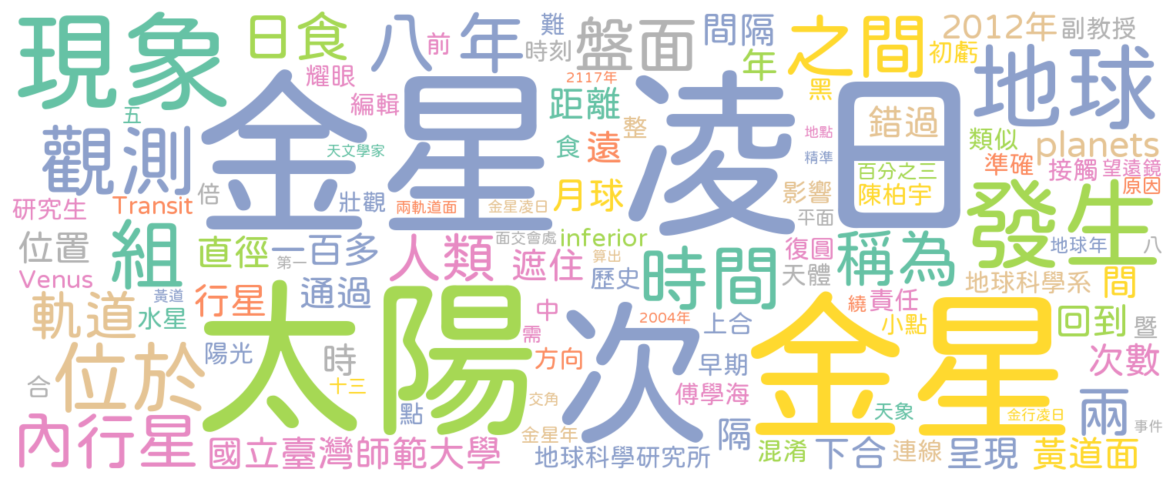 現象
日食
八
年
難
時刻
盤面
間隔
之間
2012年
副教授
初虧
耀眼
前
2117年
年
黑
地球
編輯
五
金星凌日
距離
整
地點
錯過
planets
觀測
天文學家
食
遠
精準
百分之三
類似
準確
接觸
望遠鏡
倍
月球
影響
陳柏宇
原因
研究生
Transit
壯觀
兩軌道面
金星凌日
平面
發生
位置
組
直徑
一百多
面交會處
inferior
復圓
稱為
地球年
八
第一
人類
遮住
算出
歷史
時間
天體
Venus
行星
通過
繞
責任
地球科學系
間
黃道
軌道
水星
太陽
中
需
2004年
次
上合
金星
小點
回到
暨
陽光
時
方向
早期
次數
位於
合
十三
點
交角
傅學海
天象
兩
金行凌日
事件
內行星
國立臺灣師範大學
金星年
地球科學研究所
隔
混淆
下合
連線
呈現
黃道面